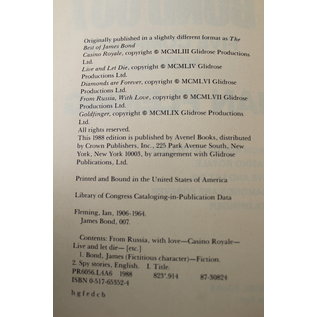 Originally published in a slightly different format as The
Best of James Bond
Casino Royale, copyright © MCMLIII Glidrose Productions
Ltd.
Live and Let Die, copyright © MCMLIV Glidrose
Productions Ltd.
Diamonds are Forever, copyright © MCMLVI Glidrose
Productions Ltd.
From Russia, With Love, copyright © MCMLVII Glidrose
Productions Ltd.
Goldfinger, copyright © MCMLIX Glidrose Productions Ltd.
All rights reserved.
This 1988 edition is published by Avenel Books, distributed
by Crown Publishers, Inc., 225 Park Avenue South, New
York, New York 10003, by arrangement with Glidrose
Publications Ltd.
Printed and Bound in the United States of America
Library of Congress Cataloging-in-Publication Data
Fleming, Ian, 1908-1964.
James Bond, 007.
Contents: From Russia, with love—Casino Royale—
Live and let die— [etc.]
1. Bond, James (Fictitious character)—Fiction.
2. Spy stories, English. I. Title.
PR6056.L4A6 1988 823'.914 87-30824
ISBN 0-517-65352-4
h g f e d c b